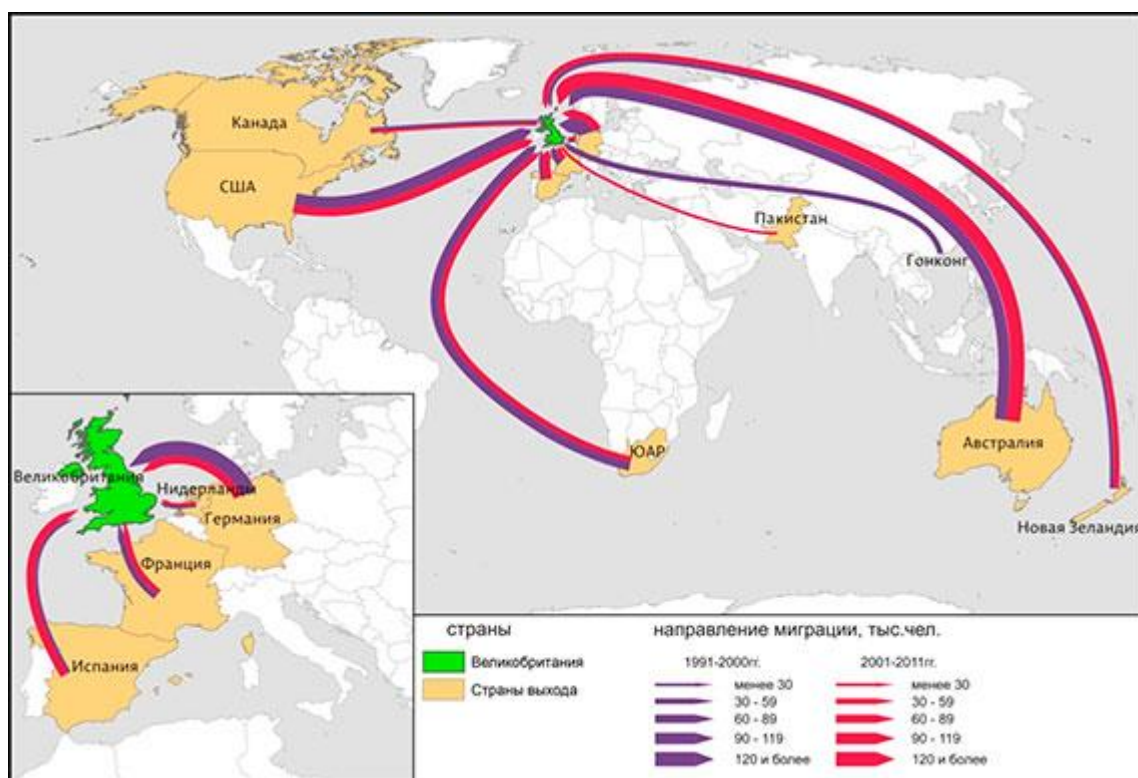 Канада
США
Пакистан
Гонконг
ЮАР
Австралия
Новая Зеландия
Великобритания
Нидерланды
Германия
Франция
Испания
страны
Великобритания
Страны выхода
направление миграции, тыс.чел.
1991-2000гг. 2001-2011гг.
менее 30 менее 30
30 - 59 30 - 59
60 - 89 60 - 89
90 - 119 90 - 119
120 и более 120 и более